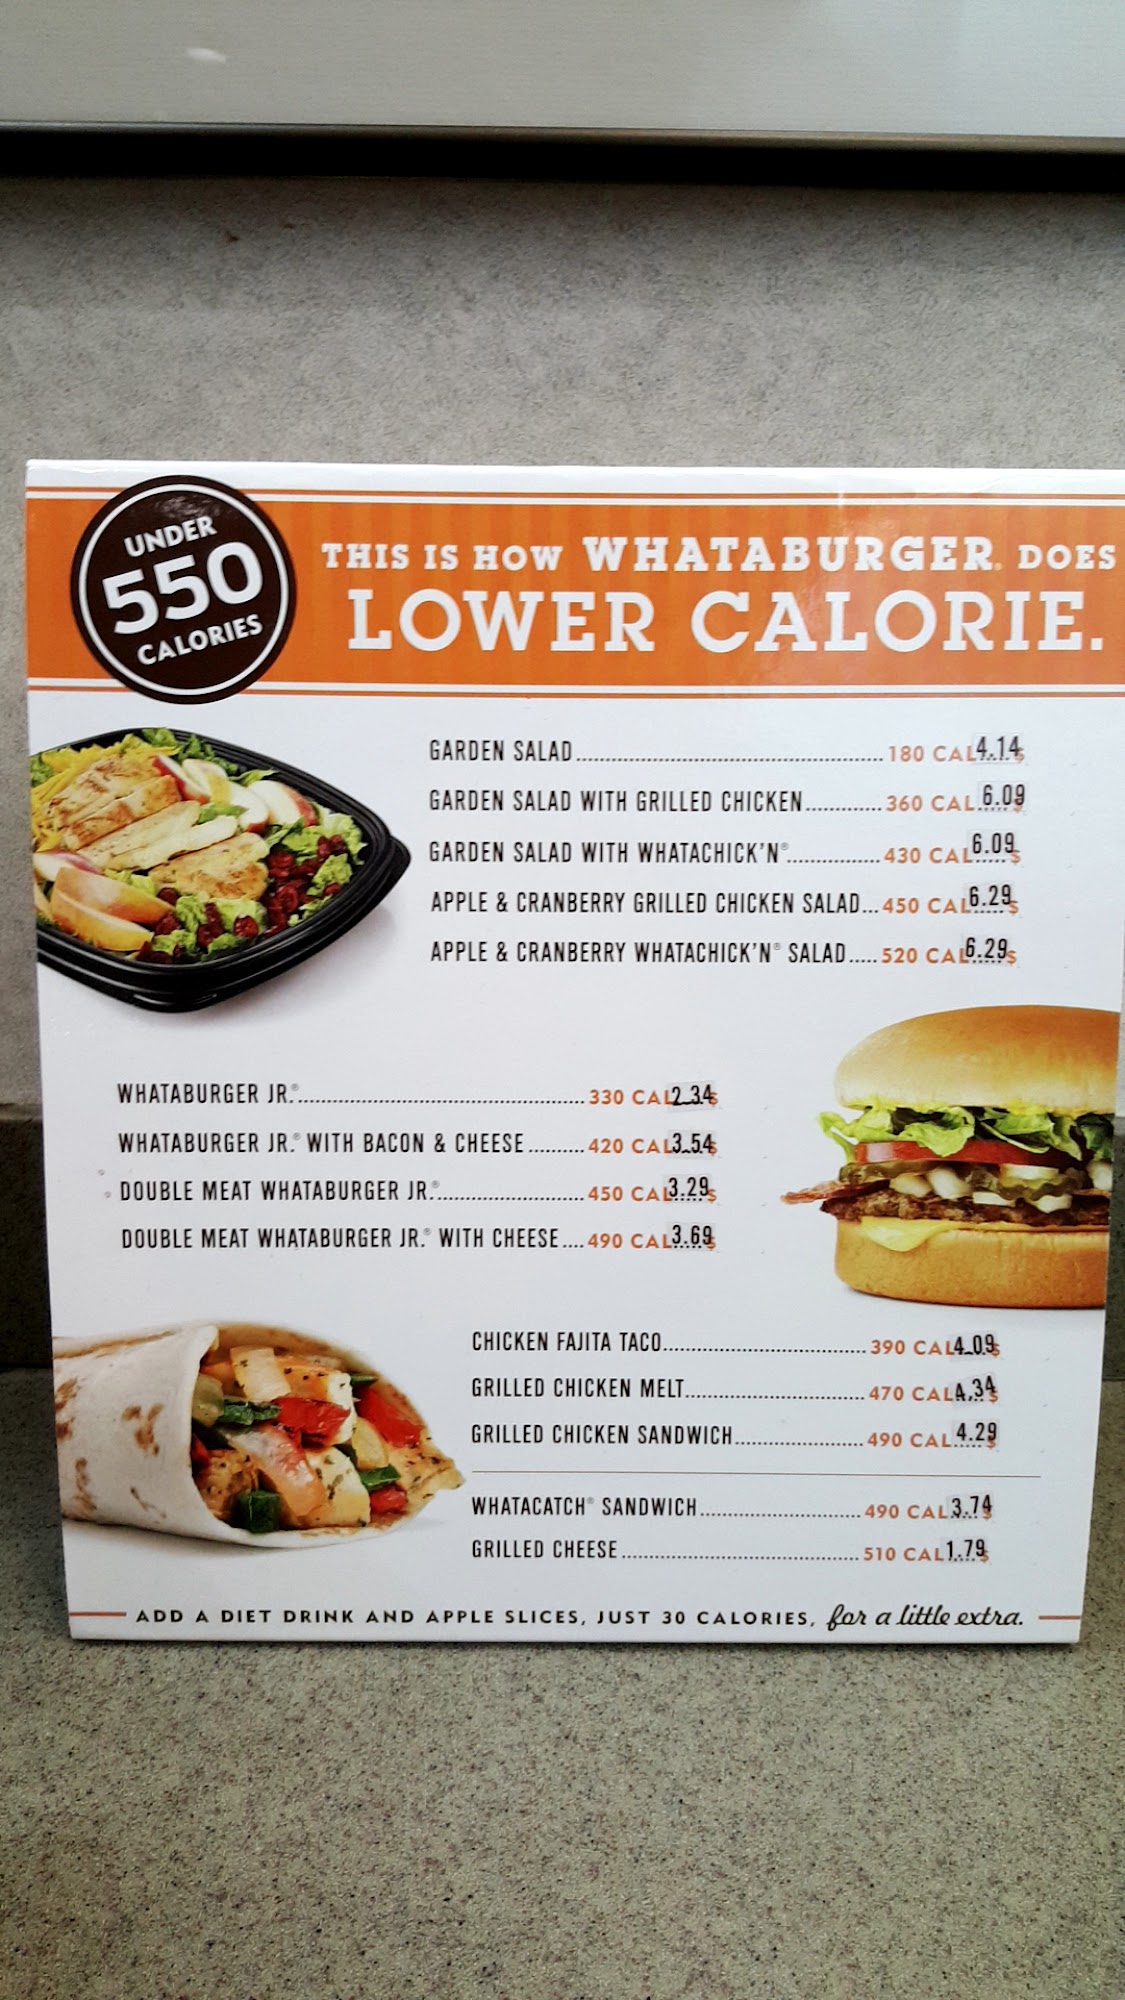 UNDER
550
CALORIES
THIS IS HOW WHATABURGER® DOES
LOWER CALORIE.
GARDEN SALAD.......... 180 CAL 4.14 $
GARDEN SALAD WITH GRILLED CHICKEN.......... 360 CAL 6.09 $
GARDEN SALAD WITH WHATACHICK'N®.......... 430 CAL 6.09 $
APPLE & CRANBERRY GRILLED CHICKEN SALAD... 450 CAL 6.29 $
APPLE & CRANBERRY WHATACHICK'N® SALAD..... 520 CAL 6.29 $
WHATABURGER JR.®.......... 330 CAL 2.34 $
WHATABURGER JR.® WITH BACON & CHEESE.......... 420 CAL 3.54 $
DOUBLE MEAT WHATABURGER JR.®.......... 450 CAL 3.29 $
DOUBLE MEAT WHATABURGER JR.® WITH CHEESE.... 490 CAL 3.69 $
CHICKEN FAJITA TACO.......... 390 CAL 4.09 $
GRILLED CHICKEN MELT.......... 470 CAL 4.34 $
GRILLED CHICKEN SANDWICH.......... 490 CAL 4.29 $
WHATACATCH® SANDWICH.......... 490 CAL 3.74 $
GRILLED CHEESE.......... 510 CAL 1.79 $
ADD A DIET DRINK AND APPLE SLICES, JUST 30 CALORIES, for a little extra.